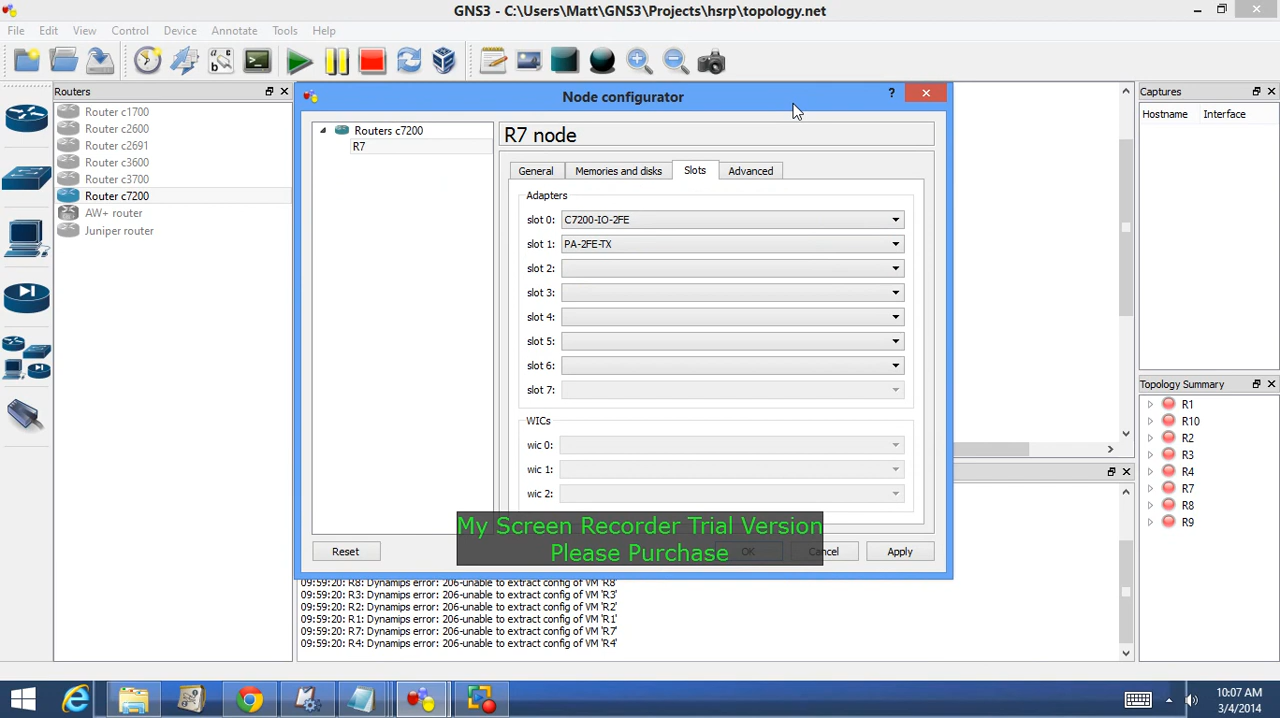 GNS3 - C:\Users\Matt\GNS3\Projects\hsrp\topology.net
File Edit View Control Device Annotate Tools Help
Routers
Router c1700
Router c2600
Router c2691
Router c3600
Router c3700
Router c7200
AW+ router
Juniper router
Node configurator
?
Routers c7200
R7
R7 node
General Memories and disks Slots Advanced
Adapters
slot 0: C7200-IO-2FE
slot 1: PA-2FE-TX
slot 2:
slot 3:
slot 4:
slot 5:
slot 6:
slot 7:
WICs
wic 0:
wic 1:
wic 2:
My Screen Recorder Trial Version
Please Purchase
Reset OK Cancel Apply
09:59:20: R8: Dynamips error: 206-unable to extract config of VM 'R8'
09:59:20: R3: Dynamips error: 206-unable to extract config of VM 'R3'
09:59:20: R2: Dynamips error: 206-unable to extract config of VM 'R2'
09:59:20: R1: Dynamips error: 206-unable to extract config of VM 'R1'
09:59:20: R7: Dynamips error: 206-unable to extract config of VM 'R7'
09:59:20: R4: Dynamips error: 206-unable to extract config of VM 'R4'
Captures
Hostname Interface
Topology Summary
R1
R10
R2
R3
R4
R7
R8
R9
10:07 AM
3/4/2014